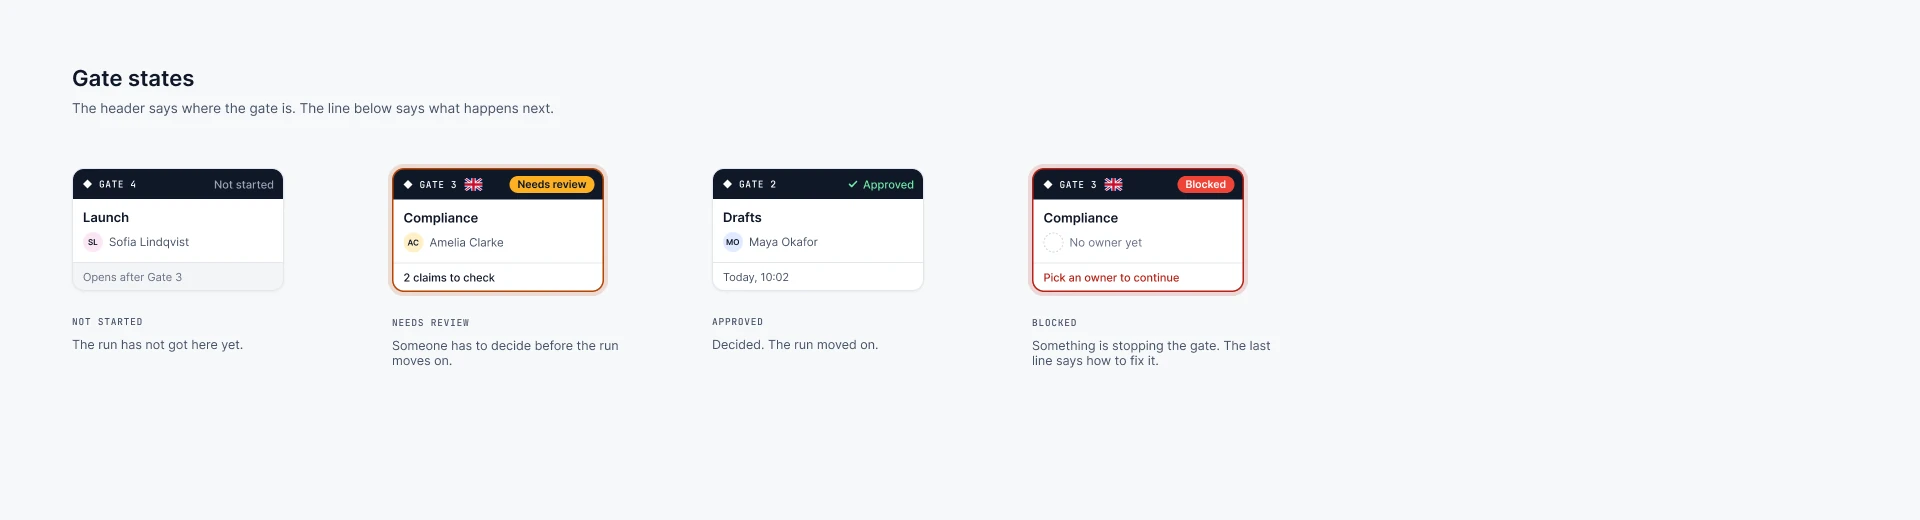 Gate states
The header says where the gate is. The line below says what happens next.
GATE 4 Not started
Launch
SL Sofia Lindqvist
Opens after Gate 3
NOT STARTED
The run has not got here yet.
GATE 3 Needs review
Compliance
AC Amelia Clarke
2 claims to check
NEEDS REVIEW
Someone has to decide before the run
moves on.
GATE 2 Approved
Drafts
MO Maya Okafor
Today, 10:02
APPROVED
Decided. The run moved on.
GATE 3 Blocked
Compliance
No owner yet
Pick an owner to continue
BLOCKED
Something is stopping the gate. The last
line says how to fix it.